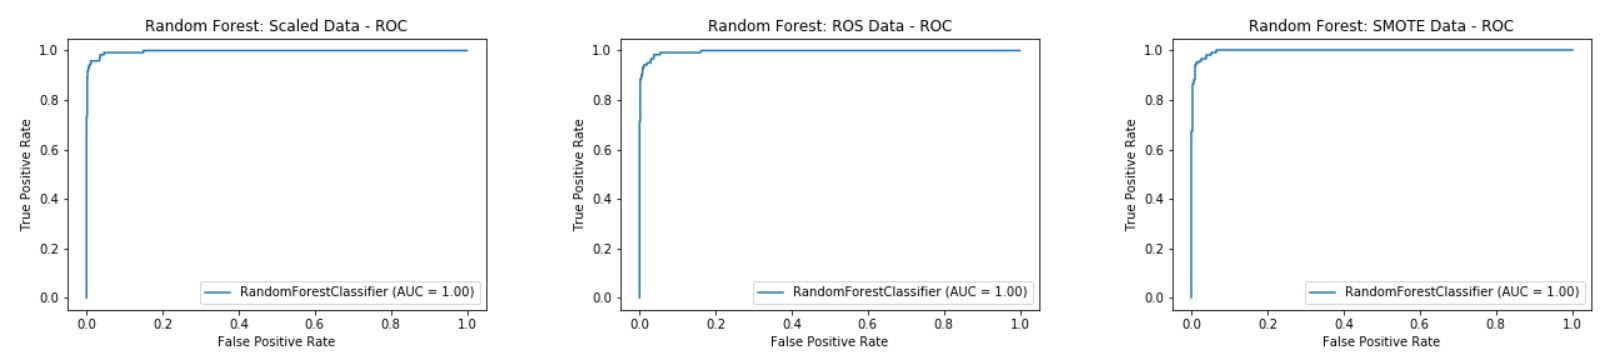 Random Forest: Scaled Data - ROC
True Positive Rate
1.0
0.8
0.6
0.4
0.2
0.0
RandomForestClassifier (AUC = 1.00)
0.0 0.2 0.4 0.6 0.8 1.0
False Positive Rate
Random Forest: ROS Data - ROC
True Positive Rate
1.0
0.8
0.6
0.4
0.2
0.0
RandomForestClassifier (AUC = 1.00)
0.0 0.2 0.4 0.6 0.8 1.0
False Positive Rate
Random Forest: SMOTE Data - ROC
True Positive Rate
1.0
0.8
0.6
0.4
0.2
0.0
RandomForestClassifier (AUC = 1.00)
0.0 0.2 0.4 0.6 0.8 1.0
False Positive Rate